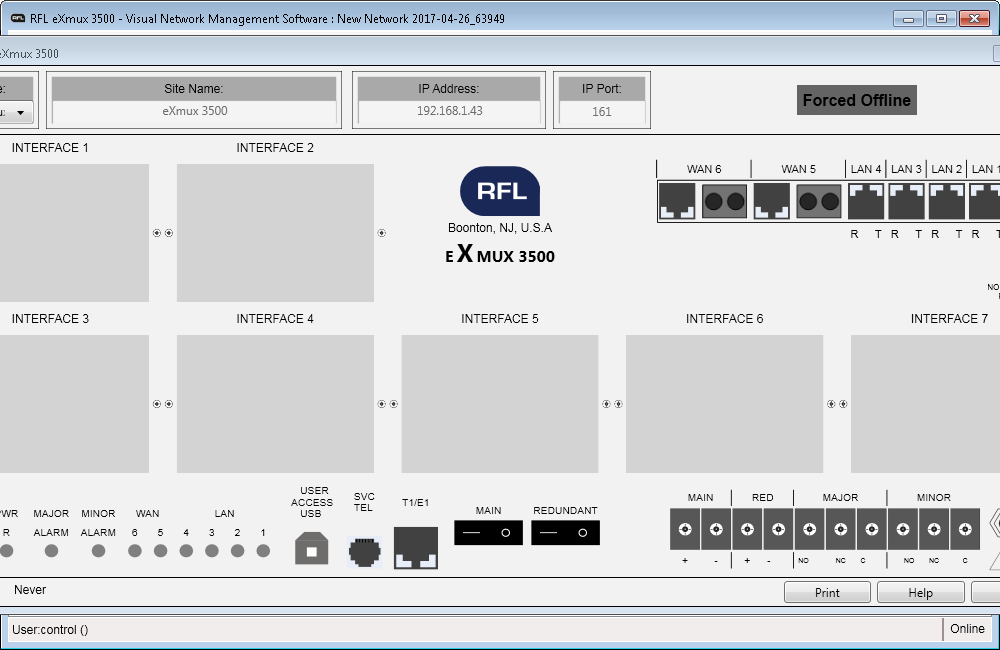 RFL eXmux 3500 - Visual Network Management Software : New Network 2017-04-26_63949
eXmux 3500
Site Name:
eXmux 3500
IP Address:
192.168.1.43
IP Port:
161
Forced Offline
INTERFACE 1
INTERFACE 2
RFL
Boonton, NJ, U.S.A
eXmux 3500
WAN 6
WAN 5
LAN 4
LAN 3
LAN 2
LAN 1
R T R T R T R T
NO
INTERFACE 3
INTERFACE 4
INTERFACE 5
INTERFACE 6
INTERFACE 7
PWR
R
MAJOR
ALARM
MINOR
ALARM
WAN
6 5
LAN
4 3 2 1
USER
ACCESS
USB
SVC
TEL
T1/E1
MAIN
REDUNDANT
MAIN
RED
MAJOR
MINOR
+ - + - NO NC C NO NC C
Never
Print
Help
User:control ()
Online